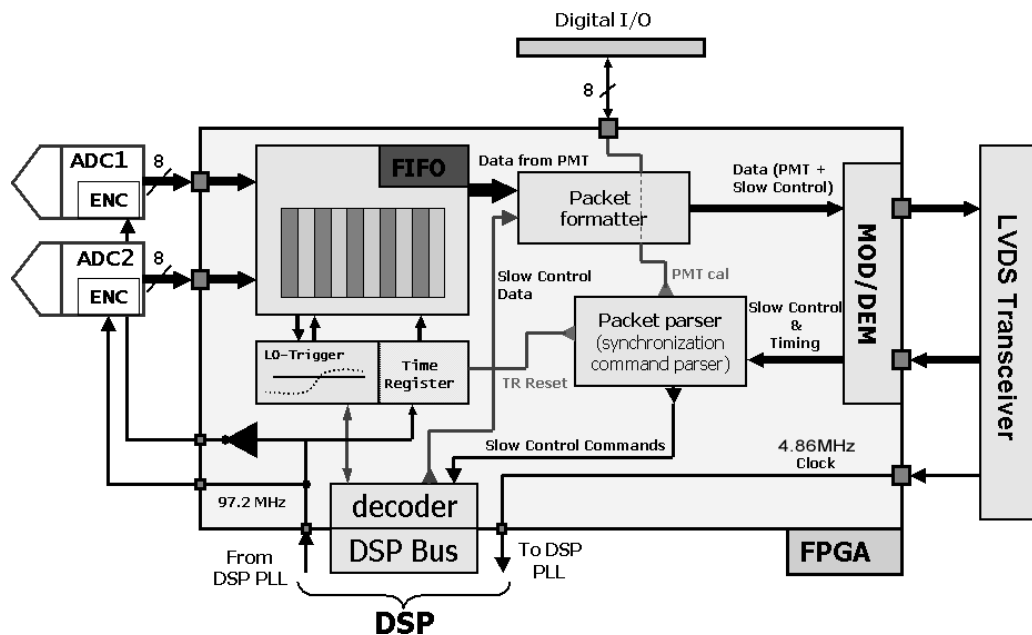 Digital I/O
8
ADC1
ENC
8
ADC2
ENC
8
FIFO
Data from PMT
Packet
formatter
Data (PMT +
Slow Control)
MOD/DEM
LVDS Transceiver
Slow Control
Data
PMT cal
Packet parser
(synchronization
command parser)
Slow Control
&
Timing
LO-Trigger
Time
Register
TR Reset
Slow Control Commands
4.86MHz
Clock
97.2 MHz
decoder
DSP Bus
From
DSP PLL
To DSP
PLL
FPGA
DSP